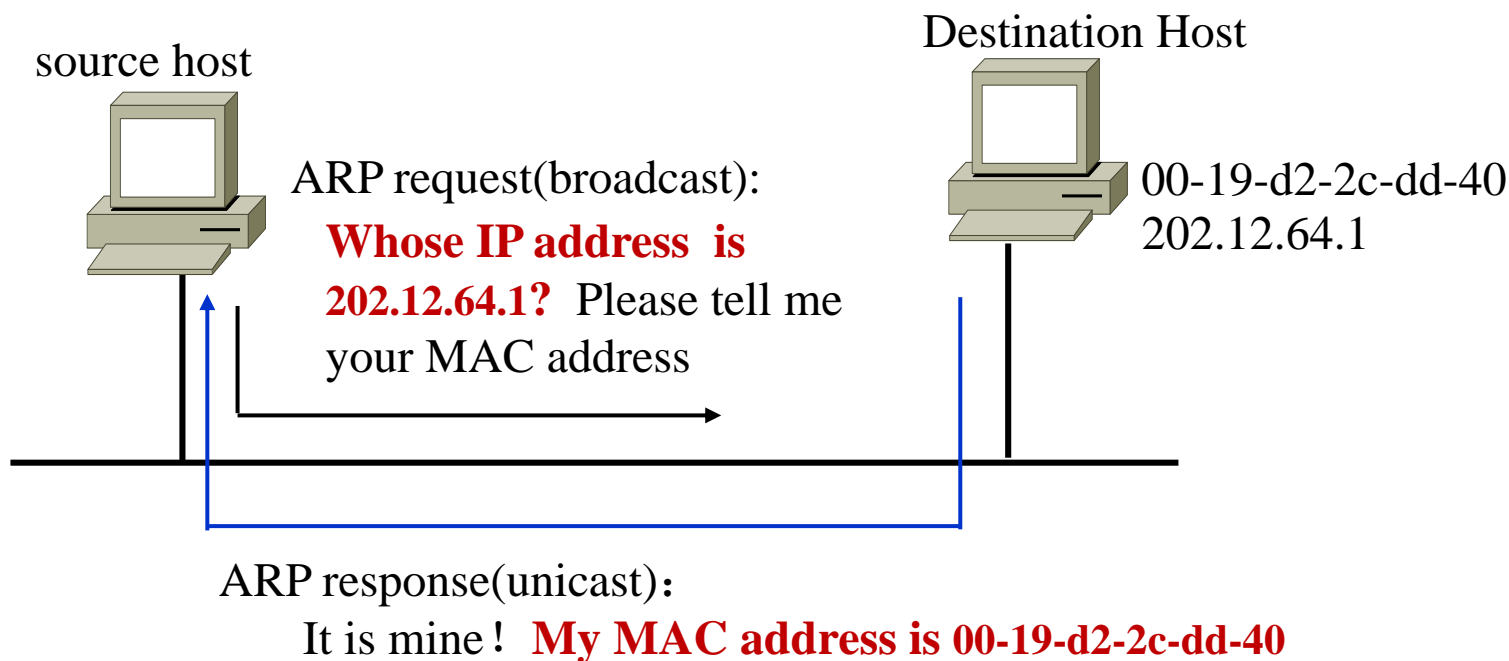 source host
Destination Host
ARP request(broadcast):
Whose IP address is
202.12.64.1? Please tell me
your MAC address
00-19-d2-2c-dd-40
202.12.64.1
ARP response(unicast)：
It is mine！ My MAC address is 00-19-d2-2c-dd-40